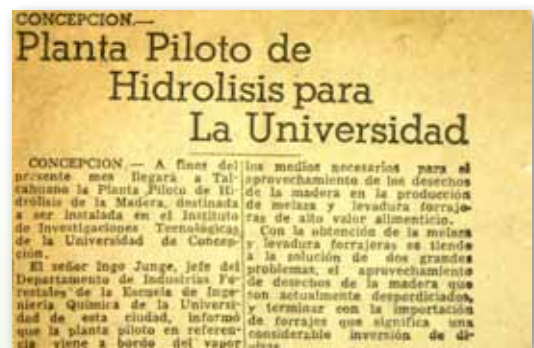 CONCEPCION.—
Planta Piloto de
Hidrolisis para
La Universidad
CONCEPCION.— A fines del
presente mes llegará a Tal-
cahuano la Planta Piloto de Hi-
drólisis de la Madera, destinada
a ser instalada en el Instituto
de Investigaciones Tecnológicas
de la Universidad de Concep-
ción.
El señor Ingo Junge, jefe del
Departamento de Industrias Fo-
restales de la Escuela de Inge-
niería Química de la Universi-
dad de esta ciudad, informó
que la planta piloto en referen-
cia viene a bordo del vapor
los medios necesarios para el
aprovechamiento de los desechos
de la madera en la producción
de melaza y levadura forraje-
ras de alto valor alimenticio.
Con la obtención de la melaza
y levadura forrajeras se tiende
a la solución de dos grandes
problemas, el aprovechamiento
de desechos de la madera que
son actualmente desperdiciados,
y terminar con la importación
de forrajes que significa una
considerable inversión de di-